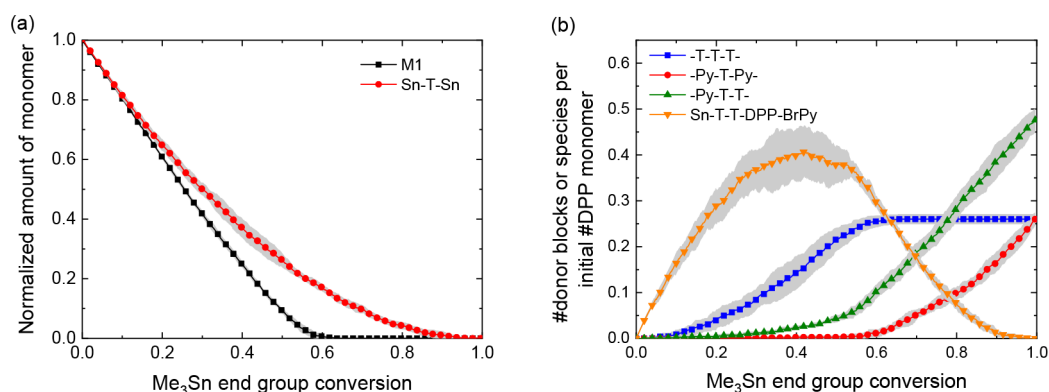 (a)
1.0
0.8
0.6
0.4
0.2
0.0
Normalized amount of monomer
M1
Sn-T-Sn
0.0 0.2 0.4 0.6 0.8 1.0
Me₃Sn end group conversion
(b)
0.6
0.5
0.4
0.3
0.2
0.1
0.0
#donor blocks or species per
initial #DPP monomer
-T-T-T-
-Py-T-Py-
-Py-T-T-
Sn-T-T-DPP-BrPy
0.0 0.2 0.4 0.6 0.8 1.0
Me₃Sn end group conversion